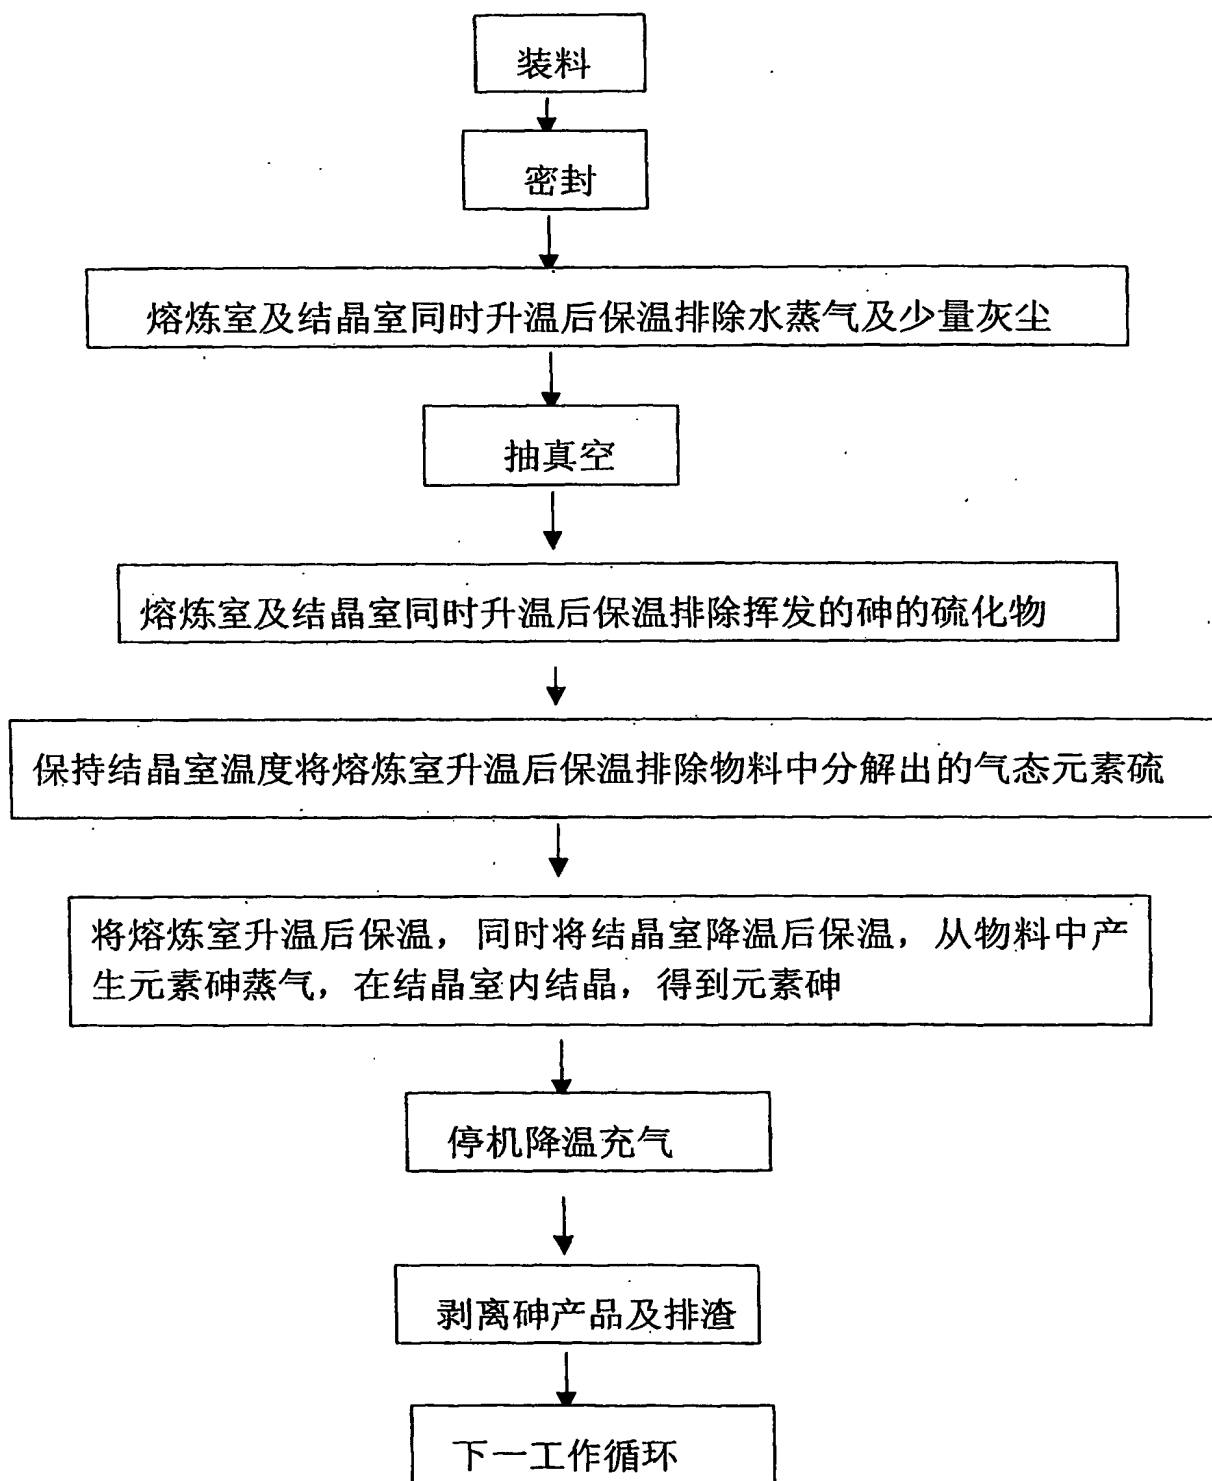 装料
密封
熔炼室及结晶室同时升温后保温排除水蒸气及少量灰尘
抽真空
熔炼室及结晶室同时升温后保温排除挥发的砷的硫化物
保持结晶室温度将熔炼室升温后保温排除物料中分解出的气态元素硫
将熔炼室升温后保温，同时将结晶室降温后保温，从物料中产
生元素砷蒸气，在结晶室内结晶，得到元素砷
停机降温充气
剥离砷产品及排渣
下一工作循环